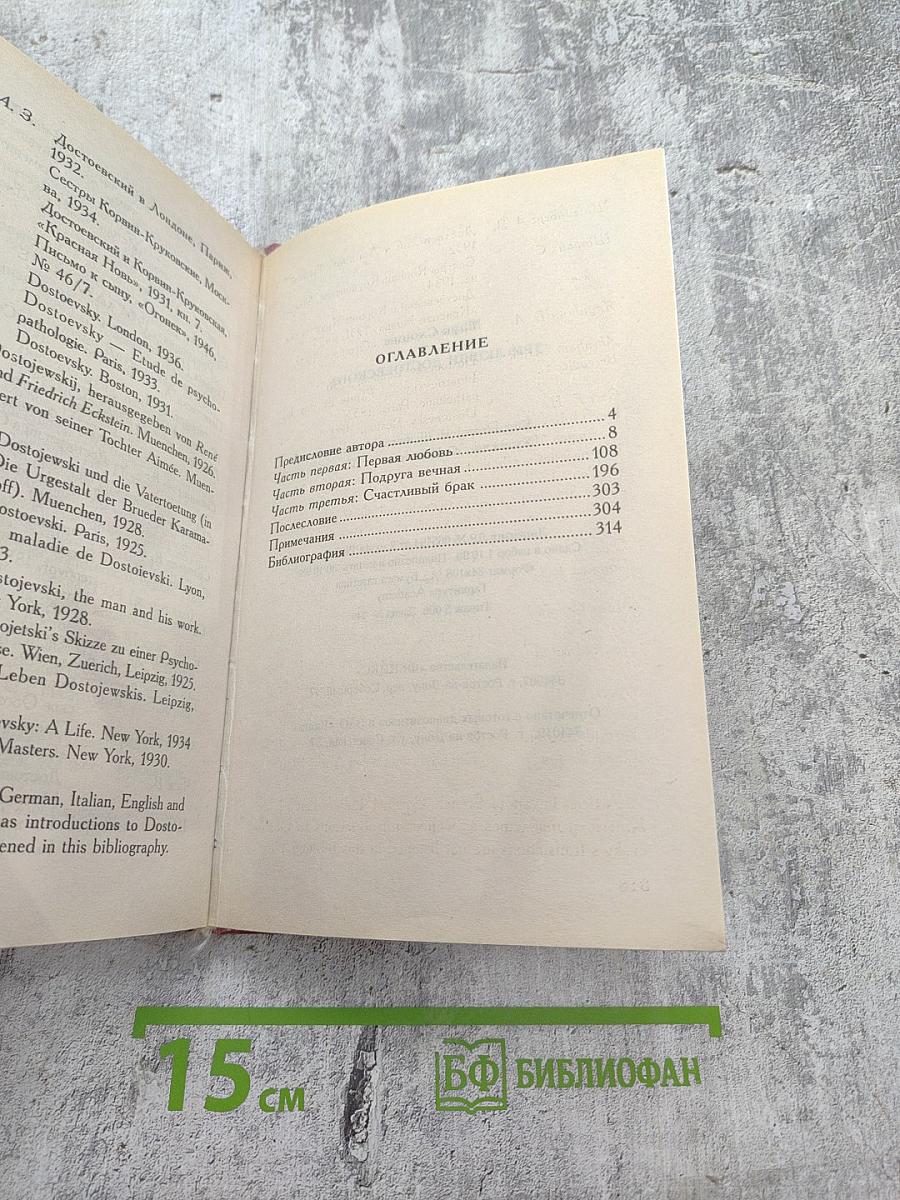 А. З.
Достоевский в Лондоне, Париж,
1932.
Сестры Корвин-Круковские, Моск-
ва, 1934.
Достоевский и Корвин-Круковская,
«Красная Новь», 1931, кн. 7.
Письмо к сыну, «Огонек», 1946,
№ 46/7.
Dostoevsky. London, 1936.
Dostoevsky — Etude de psycho-
pathologie. Paris, 1933.
Dostoevsky. Boston, 1931.
Dostojewskij, herausgegeben von René
nd Friedrich Eckstein. Muenchen, 1926.
ert von seiner Tochter Aimée. Muen-
Dostojewski und die Vatertoetung (in
Die Urgestalt der Brueder Karama-
off). Muenchen, 1928.
ostoevski. Paris, 1925.
maladie de Dostoievski. Lyon,
3.
stojevski, the man and his work.
York, 1928.
ojetski's Skizze zu einer Psycho-
se. Wien, Zuerich, Leipzig, 1925.
Leben Dostojewskis. Leipzig,
evsky: A Life. New York, 1934
Masters. New York, 1930.
German, Italian, English and
as introductions to Dosto-
ened in this bibliography.
ОГЛАВЛЕНИЕ
Предисловие автора 4
Часть первая: Первая любовь 8
Часть вторая: Подруга вечная 108
Часть третья: Счастливый брак 196
Послесловие 303
Примечания 304
Библиография 314
15 см
БФ БИБЛИОФАН